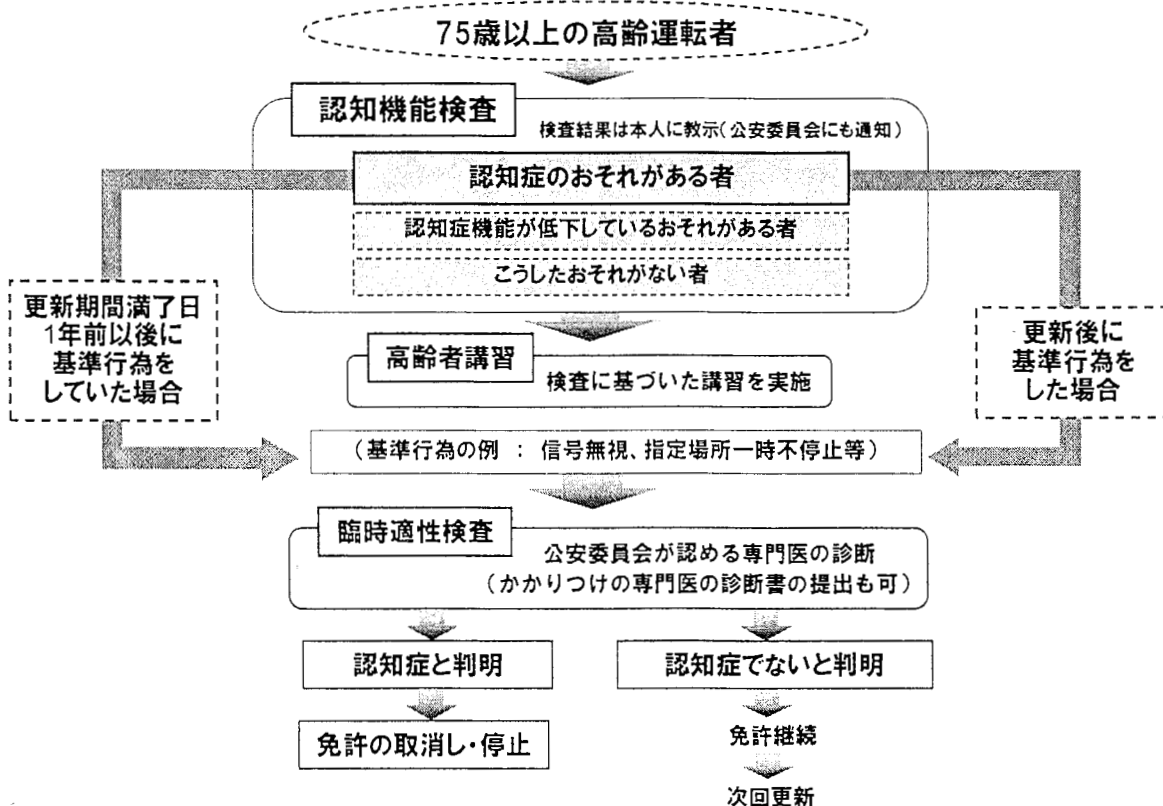 75歳以上の高齢運転者
認知機能検査
検査結果は本人に教示(公安委員会にも通知)
認知症のおそれがある者
認知症機能が低下しているおそれがある者
こうしたおそれがない者
更新期間満了日
1年前以後に
基準行為を
していた場合
更新後に
基準行為を
した場合
高齢者講習
検査に基づいた講習を実施
(基準行為の例 : 信号無視、指定場所一時不停止等)
臨時適性検査
公安委員会が認める専門医の診断
(かかりつけの専門医の診断書の提出も可)
認知症と判明
認知症でないと判明
免許の取消し・停止
免許継続
次回更新